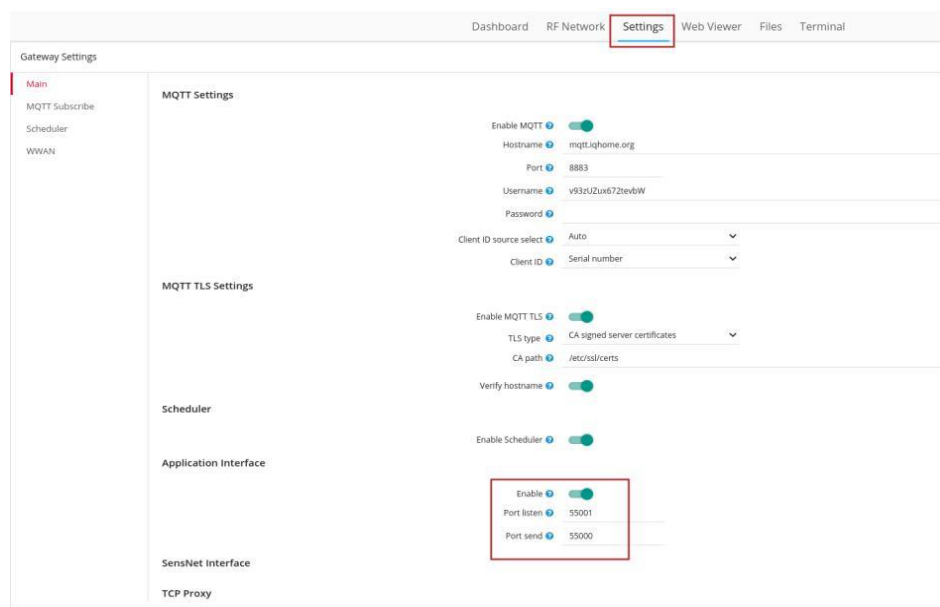 Dashboard RF Network Settings Web Viewer Files Terminal
Gateway Settings
Main
MQTT Subscribe
Scheduler
WWAN
MQTT Settings
Enable MQTT
Hostname mqtt.iqhome.org
Port 8883
Username v93zUZux672tevbW
Password
Client ID source select Auto
Client ID Serial number
MQTT TLS Settings
Enable MQTT TLS
TLS type CA signed server certificates
CA path /etc/ssl/certs
Verify hostname
Scheduler
Enable Scheduler
Application Interface
Enable
Port listen 55001
Port send 55000
SensNet Interface
TCP Proxy